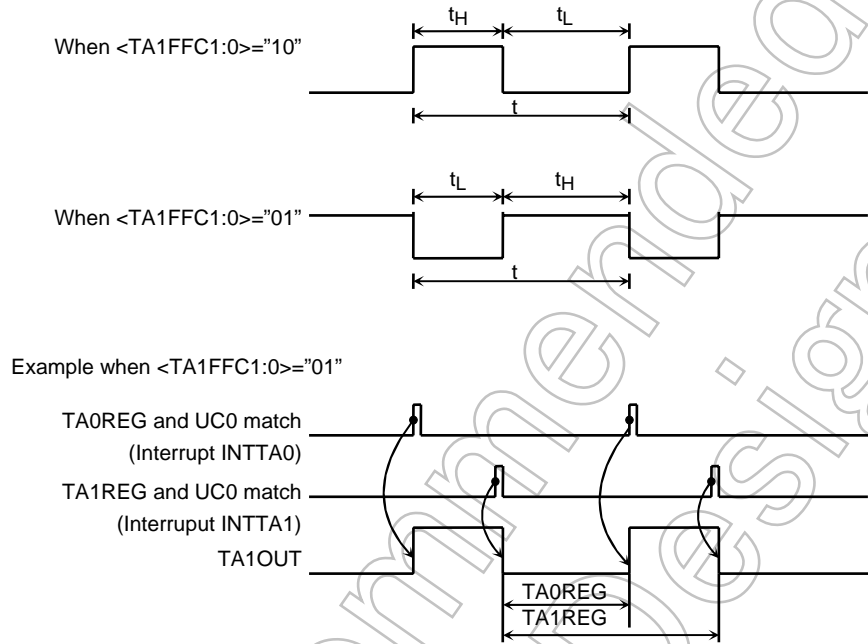 tH tL
When <TA1FFC1:0>=”10”
t
tL tH
When <TA1FFC1:0>=”01”
t
Example when <TA1FFC1:0>=”01”
TA0REG and UC0 match
(Interrupt INTTA0)
TA1REG and UC0 match
(Interruput INTTA1)
TA1OUT
TA0REG
TA1REG